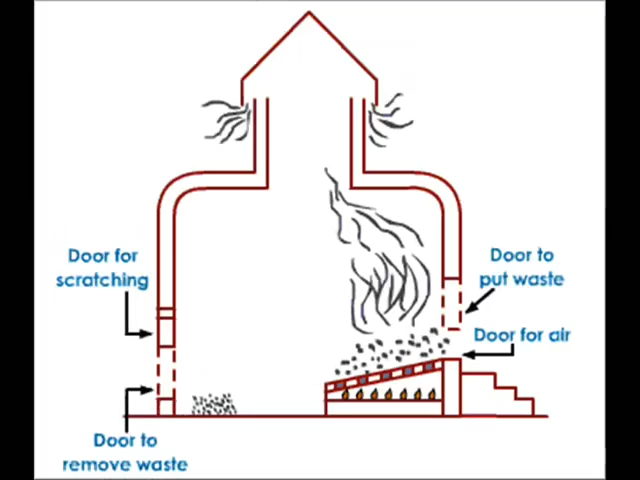 Door for
scratching
Door to
put waste
Door for air
Door to
remove waste